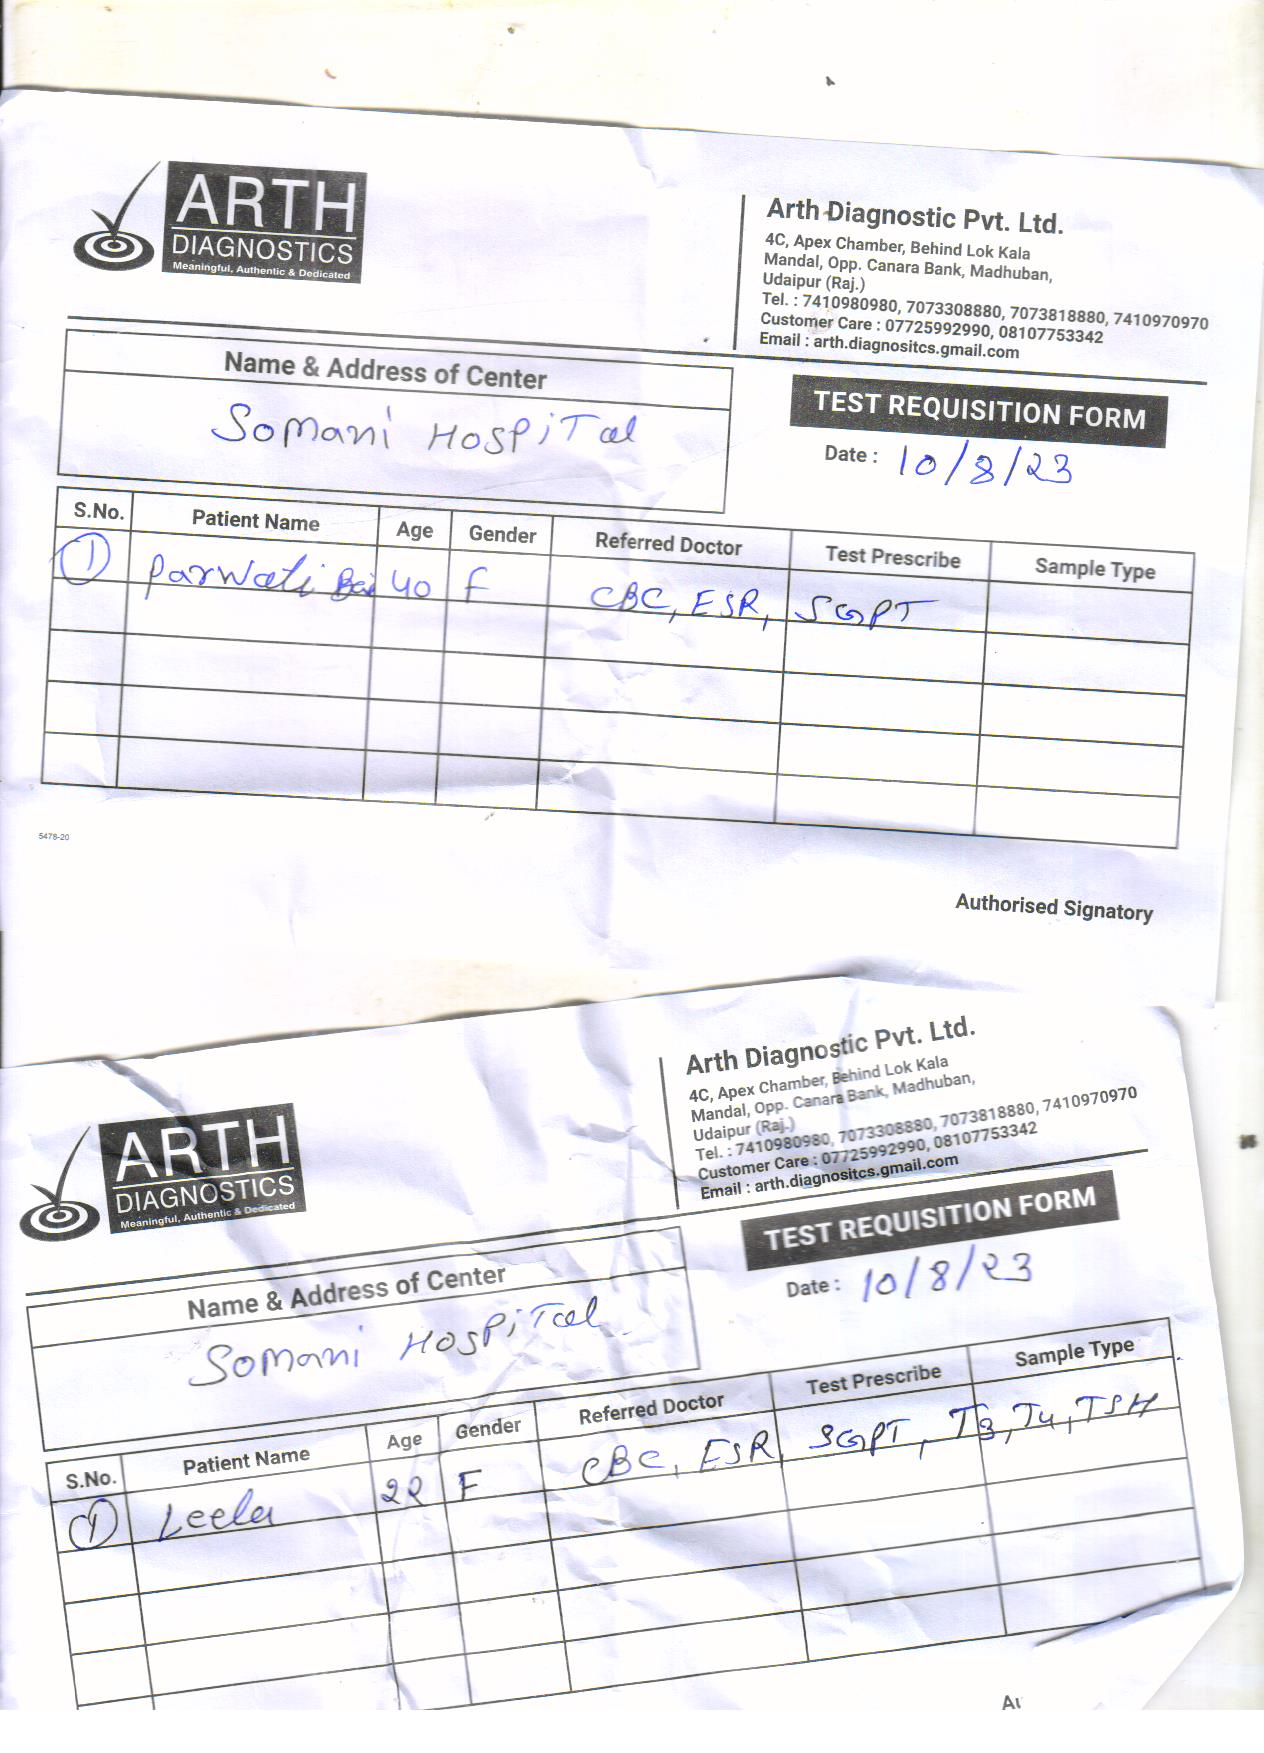 ARTH
DIAGNOSTICS
Meaningful, Authentic & Dedicated
Arth Diagnostic Pvt. Ltd.
4C, Apex Chamber, Behind Lok Kala
Mandal, Opp. Canara Bank, Madhuban,
Udaipur (Raj.)
Tel. : 7410980980, 7073308880, 7073818880, 7410970970
Customer Care : 07725992990, 08107753342
Email : arth.diagnositcs.gmail.com
Name & Address of Center
Somani Hospital
TEST REQUISITION FORM
Date : 10/8/23
S.No. Patient Name Age Gender Referred Doctor Test Prescribe Sample Type
1 Parwati Bai 40 F CBC, ESR, SGPT
5478-20
Authorised Signatory
ARTH
DIAGNOSTICS
Meaningful, Authentic & Dedicated
Arth Diagnostic Pvt. Ltd.
4C, Apex Chamber, Behind Lok Kala
Mandal, Opp. Canara Bank, Madhuban,
Udaipur (Raj.)
Tel. : 7410980980, 7073308880, 7073818880, 7410970970
Customer Care : 07725992990, 08107753342
Email : arth.diagnositcs.gmail.com
Name & Address of Center
Somani Hospital
TEST REQUISITION FORM
Date : 10/8/23
S.No. Patient Name Age Gender Referred Doctor Test Prescribe Sample Type
1 Leela 22 F CBC, ESR, SGPT, T3, T4, TSH